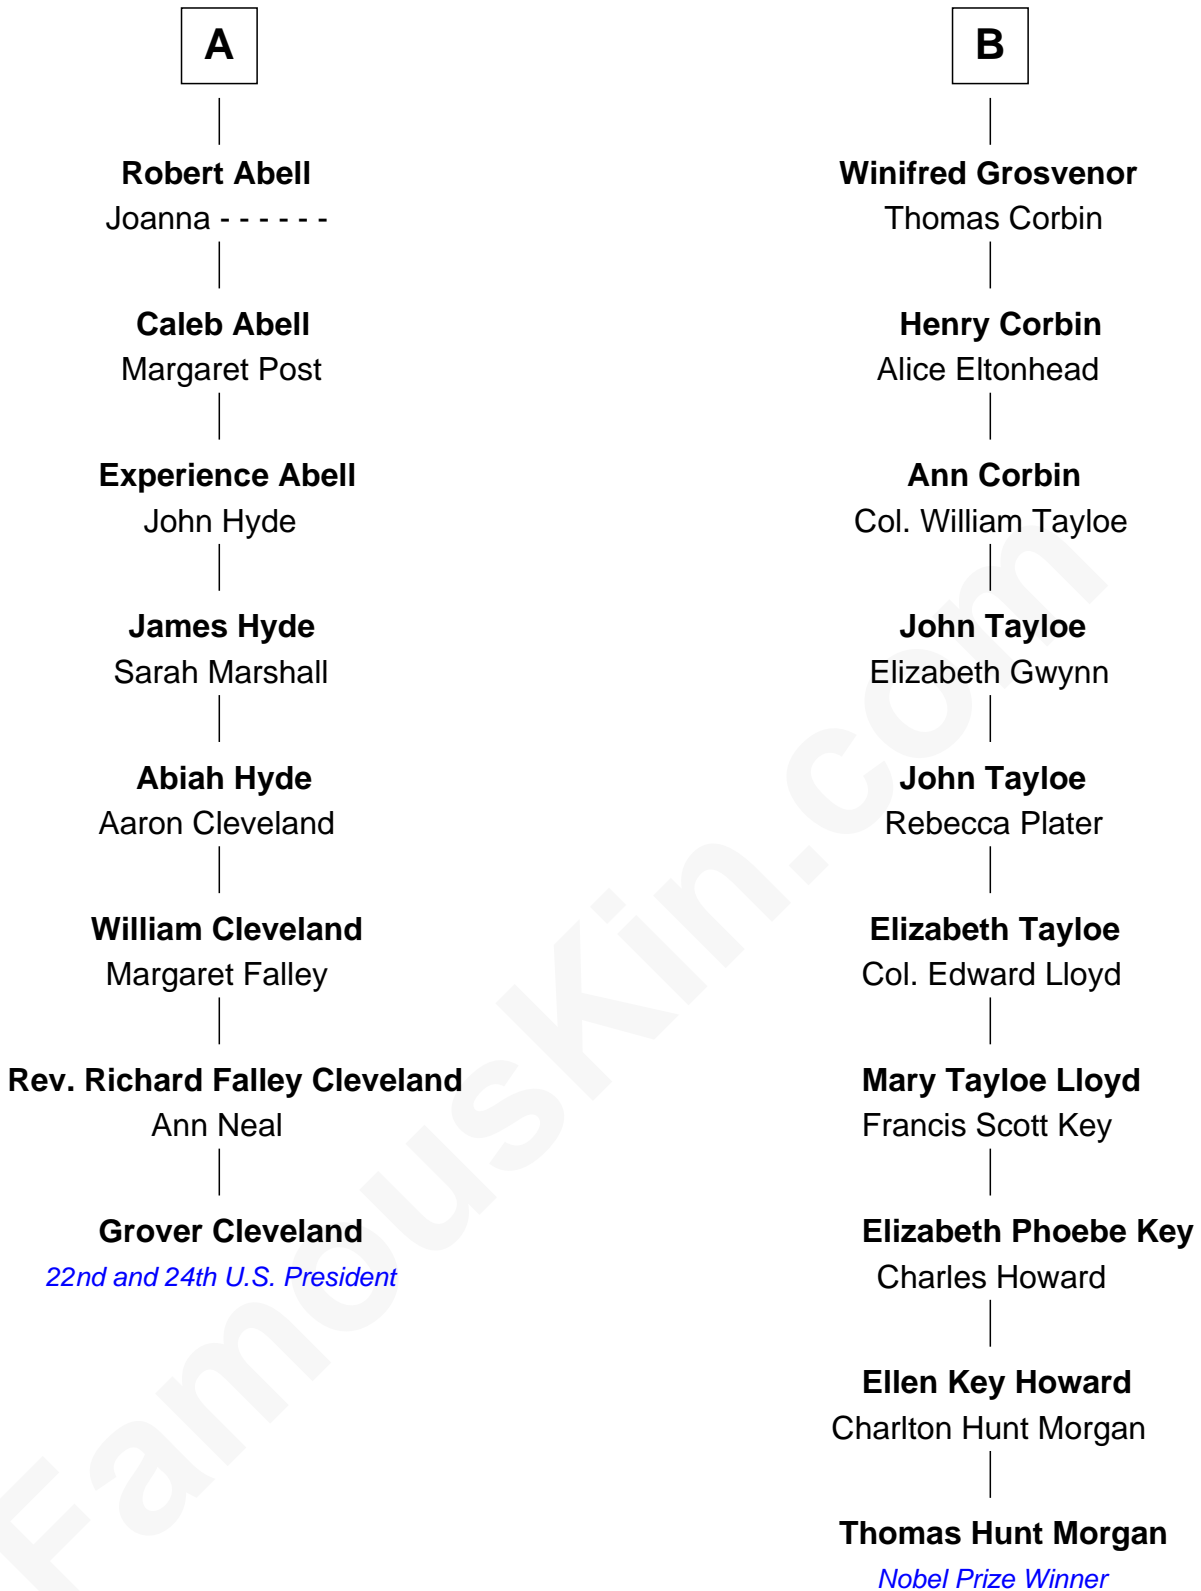 A
Robert Abell
Joanna - - - - - -
Caleb Abell
Margaret Post
Experience Abell
John Hyde
James Hyde
Sarah Marshall
Abiah Hyde
Aaron Cleveland
William Cleveland
Margaret Falley
Rev. Richard Falley Cleveland
Ann Neal
Grover Cleveland
22nd and 24th U.S. President
B
Winifred Grosvenor
Thomas Corbin
Henry Corbin
Alice Eltonhead
Ann Corbin
Col. William Tayloe
John Tayloe
Elizabeth Gwynn
John Tayloe
Rebecca Plater
Elizabeth Tayloe
Col. Edward Lloyd
Mary Tayloe Lloyd
Francis Scott Key
Elizabeth Phoebe Key
Charles Howard
Ellen Key Howard
Charlton Hunt Morgan
Thomas Hunt Morgan
Nobel Prize Winner
FamousKin.com